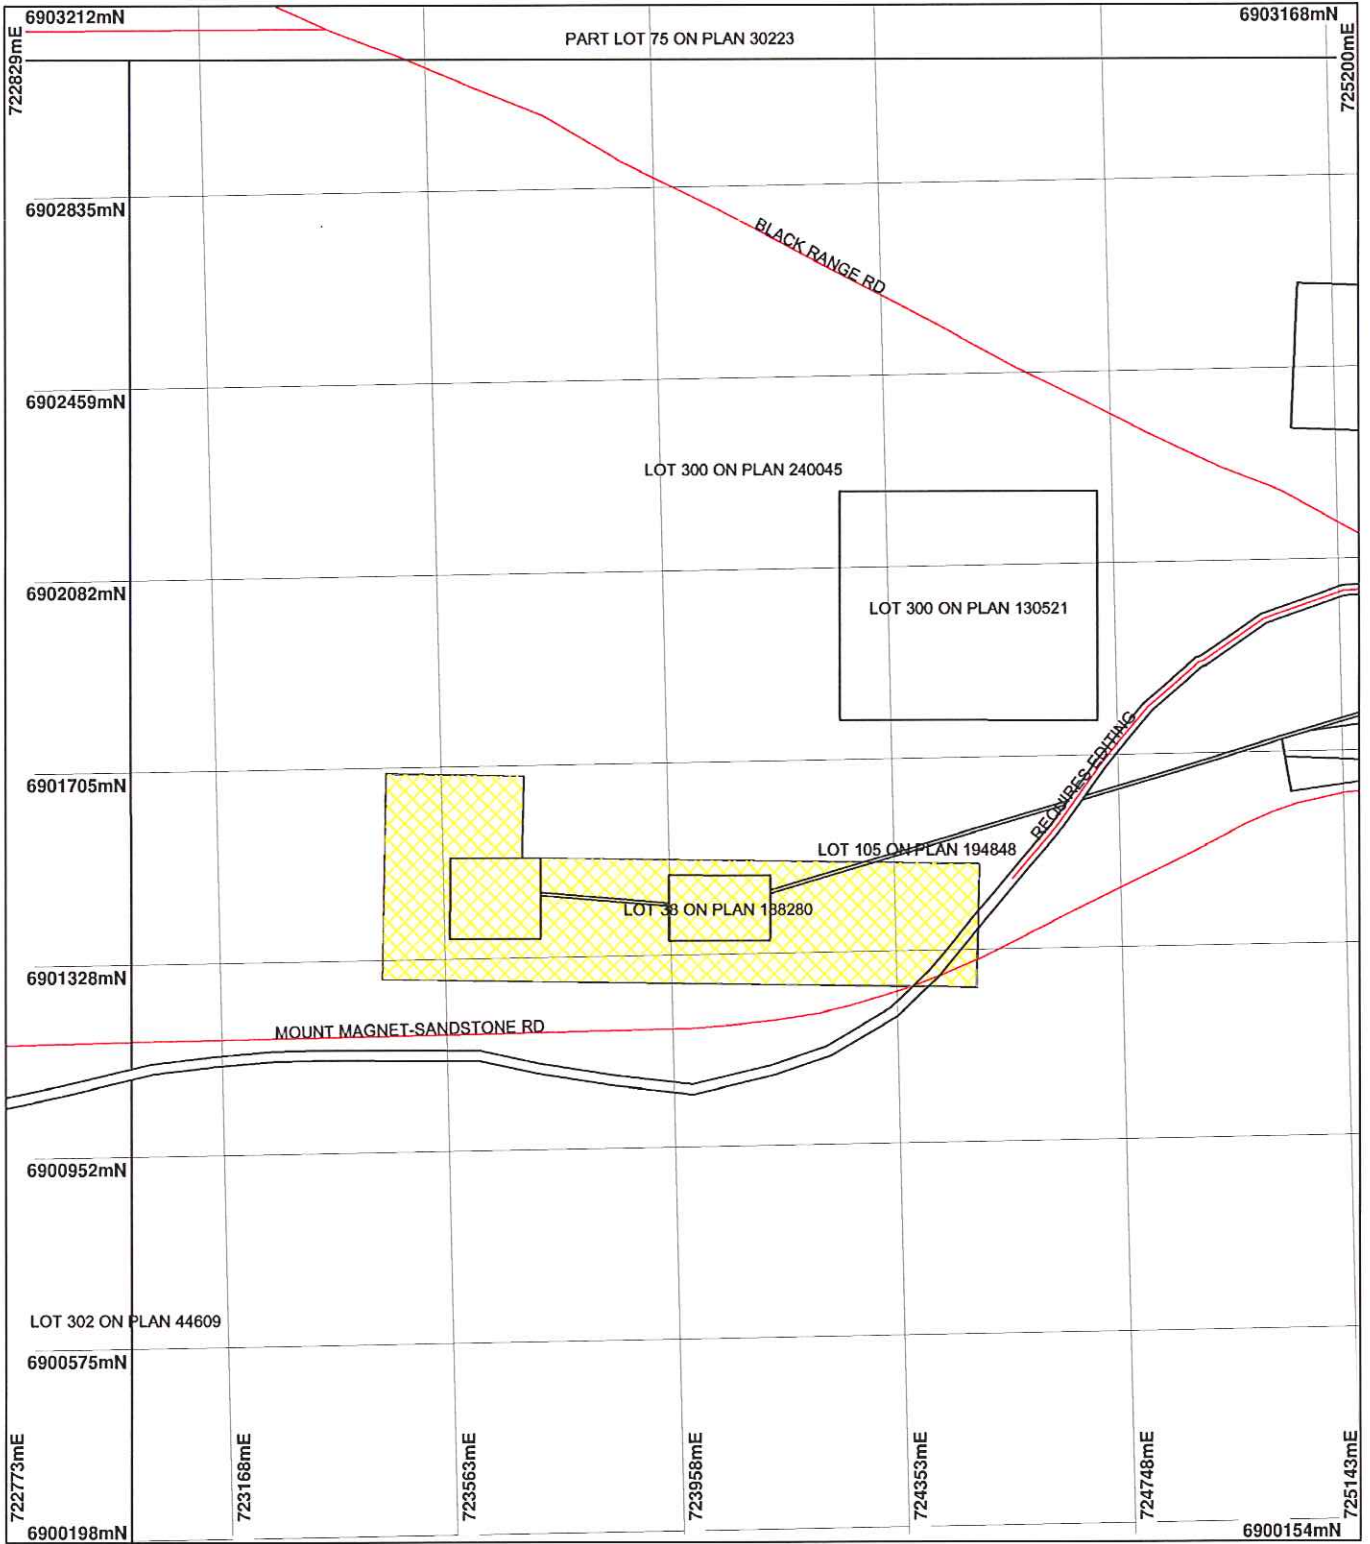 6903212mN
6903168mN
722829mE
PART LOT 75 ON PLAN 30223
725200mE
6902835mN
BLACK RANGE RD
6902459mN
LOT 300 ON PLAN 240045
6902082mN
LOT 300 ON PLAN 130521
REQUIRES EDITING
6901705mN
LOT 105 ON PLAN 194848
LOT 38 ON PLAN 188280
6901328mN
MOUNT MAGNET-SANDSTONE RD
6900952mN
LOT 302 ON PLAN 44609
6900575mN
722773mE
723168mE
723563mE
723958mE
724353mE
724748mE
725143mE
6900198mN
6900154mN